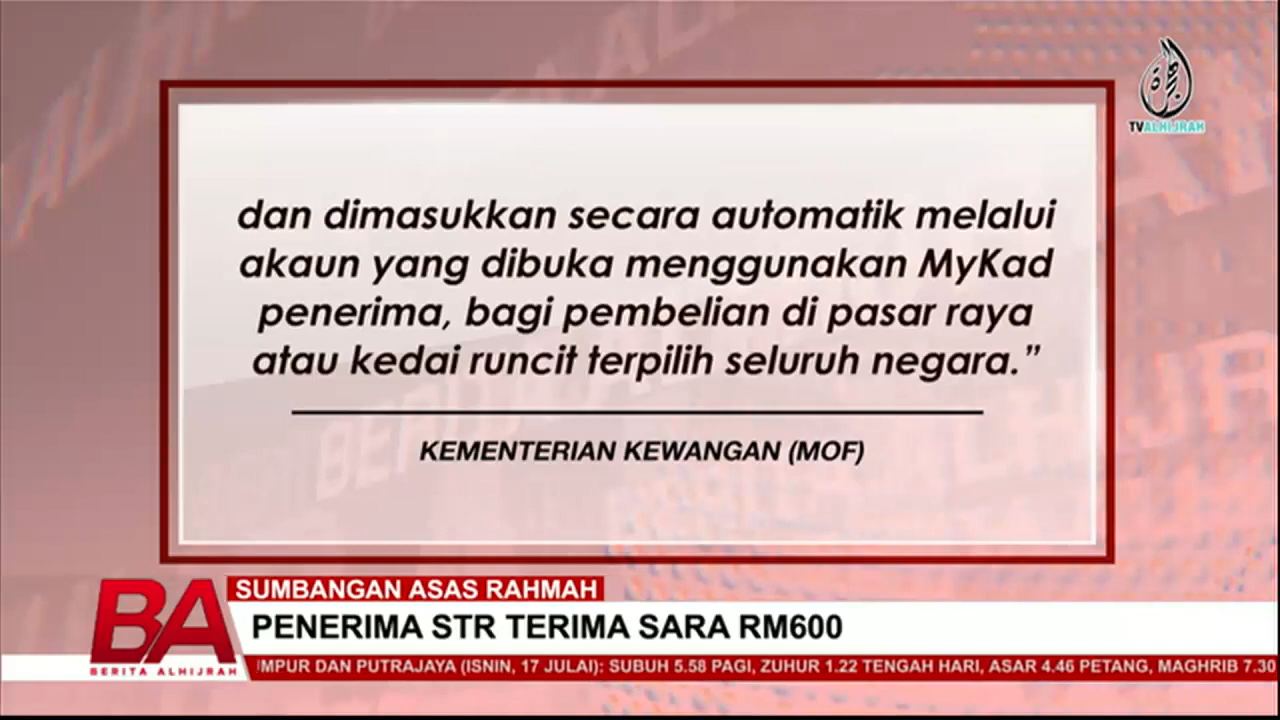 TVALHIJRAH
dan dimasukkan secara automatik melalui
akaun yang dibuka menggunakan MyKad
penerima, bagi pembelian di pasar raya
atau kedai runcit terpilih seluruh negara.”
KEMENTERIAN KEWANGAN (MOF)
BA
BERITA ALHIJRAH
SUMBANGAN ASAS RAHMAH
PENERIMA STR TERIMA SARA RM600
IMPUR DAN PUTRAJAYA (ISNIN, 17 JULAI): SUBUH 5.58 PAGI, ZUHUR 1.22 TENGAH HARI, ASAR 4.46 PETANG, MAGHRIB 7.30